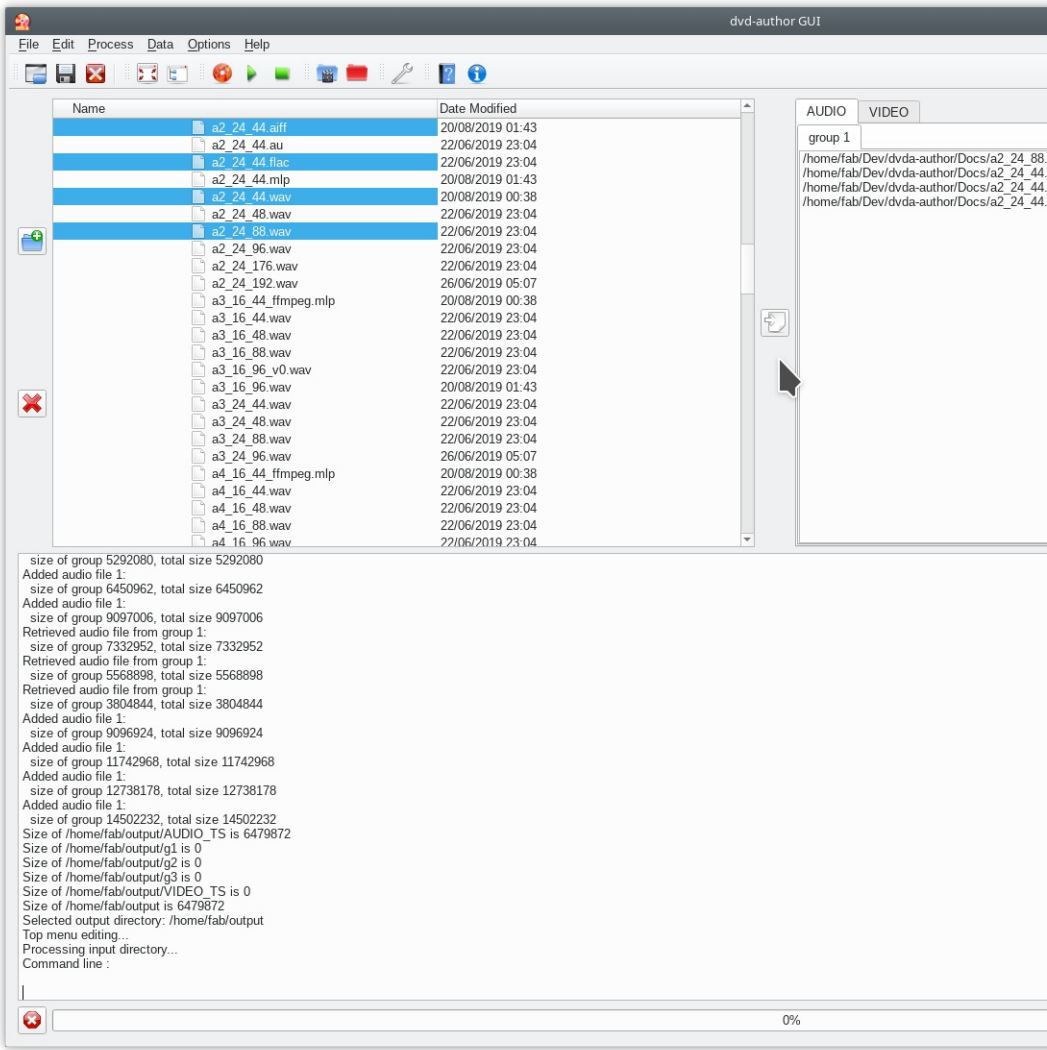 dvd-author GUI
File Edit Process Data Options Help
Name Date Modified
a2_24_44.aiff 20/08/2019 01:43
a2_24_44.au 22/06/2019 23:04
a2_24_44.flac 22/06/2019 23:04
a2_24_44.mlp 20/08/2019 01:43
a2_24_44.wav 20/08/2019 00:38
a2_24_48.wav 22/06/2019 23:04
a2_24_88.wav 22/06/2019 23:04
a2_24_96.wav 22/06/2019 23:04
a2_24_176.wav 22/06/2019 23:04
a2_24_192.wav 26/06/2019 05:07
a3_16_44_ffmpeg.mlp 20/08/2019 00:38
a3_16_44.wav 22/06/2019 23:04
a3_16_48.wav 22/06/2019 23:04
a3_16_88.wav 22/06/2019 23:04
a3_16_96_v0.wav 22/06/2019 23:04
a3_16_96.wav 20/08/2019 01:43
a3_24_44.wav 22/06/2019 23:04
a3_24_48.wav 22/06/2019 23:04
a3_24_88.wav 22/06/2019 23:04
a3_24_96.wav 26/06/2019 05:07
a4_16_44_ffmpeg.mlp 20/08/2019 00:38
a4_16_44.wav 22/06/2019 23:04
a4_16_48.wav 22/06/2019 23:04
a4_16_88.wav 22/06/2019 23:04
a4_16_96.wav 22/06/2019 23:04
AUDIO VIDEO
group 1
/home/fab/Dev/dvda-author/Docs/a2_24_88.
/home/fab/Dev/dvda-author/Docs/a2_24_44.
/home/fab/Dev/dvda-author/Docs/a2_24_44.
/home/fab/Dev/dvda-author/Docs/a2_24_44.
size of group 5292080, total size 5292080
Added audio file 1:
size of group 6450962, total size 6450962
Added audio file 1:
size of group 9097006, total size 9097006
Retrieved audio file from group 1:
size of group 7332952, total size 7332952
Retrieved audio file from group 1:
size of group 5568898, total size 5568898
Retrieved audio file from group 1:
size of group 3804844, total size 3804844
Added audio file 1:
size of group 9096924, total size 9096924
Added audio file 1:
size of group 11742968, total size 11742968
Added audio file 1:
size of group 12738178, total size 12738178
Added audio file 1:
size of group 14502232, total size 14502232
Size of /home/fab/output/AUDIO_TS is 6479872
Size of /home/fab/output/g1 is 0
Size of /home/fab/output/g2 is 0
Size of /home/fab/output/g3 is 0
Size of /home/fab/output/VIDEO_TS is 0
Size of /home/fab/output is 6479872
Selected output directory: /home/fab/output
Top menu editing...
Processing input directory...
Command line :
0%